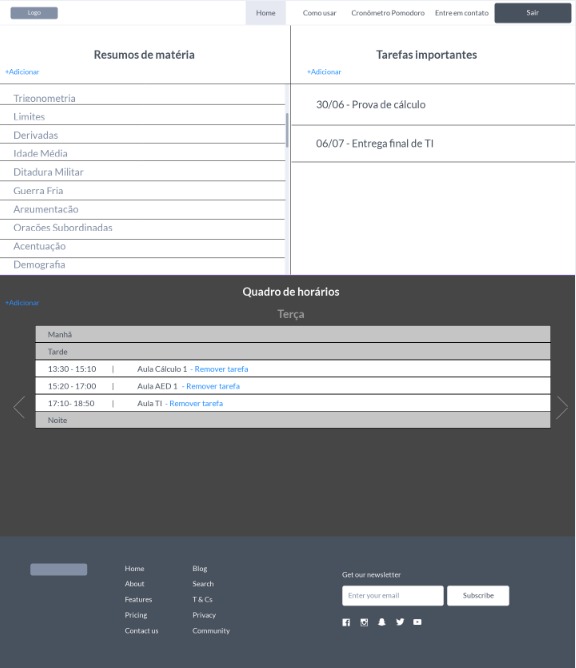 Logo
Home
Como usar
Cronômetro Pomodoro
Entre em contato
Sair
Resumos de matéria
+Adicionar
Trigonometria
Limites
Derivadas
Idade Média
Ditadura Militar
Guerra Fria
Argumentação
Orações Subordinadas
Acentuação
Demografia
Tarefas importantes
+Adicionar
30/06 - Prova de cálculo
06/07 - Entrega final de TI
Quadro de horários
+Adicionar
Terça
Manhã
Tarde
13:30 - 15:10 | Aula Cálculo 1 - Remover tarefa
15:20 - 17:00 | Aula AED 1 - Remover tarefa
17:10- 18:50 | Aula TI - Remover tarefa
Noite
Home
About
Features
Pricing
Contact us
Blog
Search
T & Cs
Privacy
Community
Get our newsletter
Enter your email
Subscribe